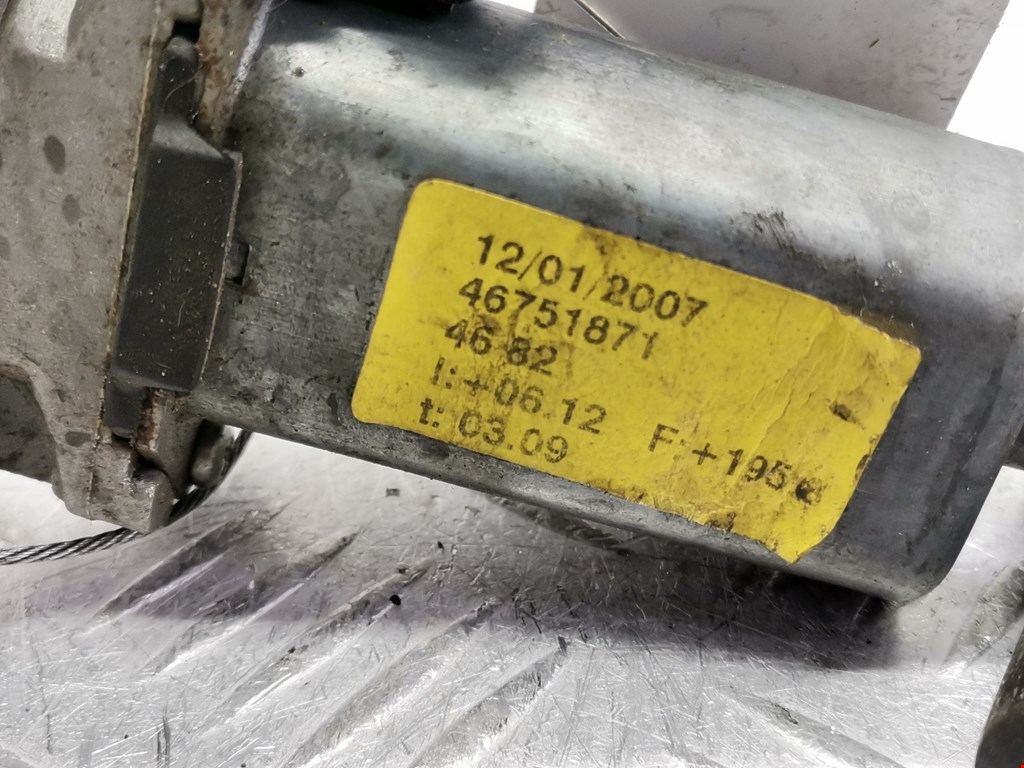 12/01/2007
46751871
46 82
I: +06.12
t: 03.09 F: +195